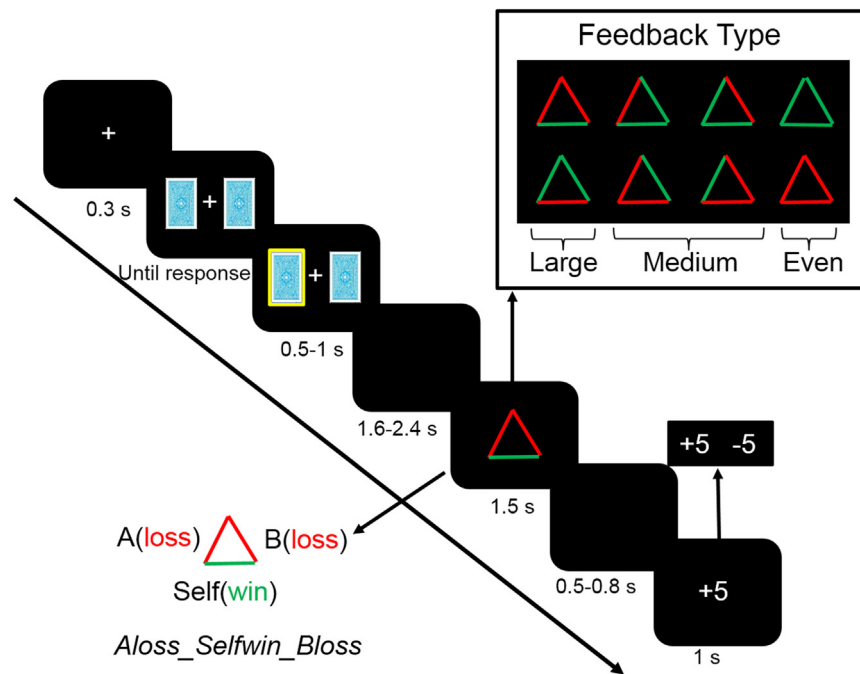 Feedback Type
Large Medium Even
+
0.3 s
+
Until response
+
0.5-1 s
1.6-2.4 s
1.5 s
+5 -5
0.5-0.8 s
+5
1 s
A(loss) B(loss)
Self(win)
Aloss_Selfwin_Bloss